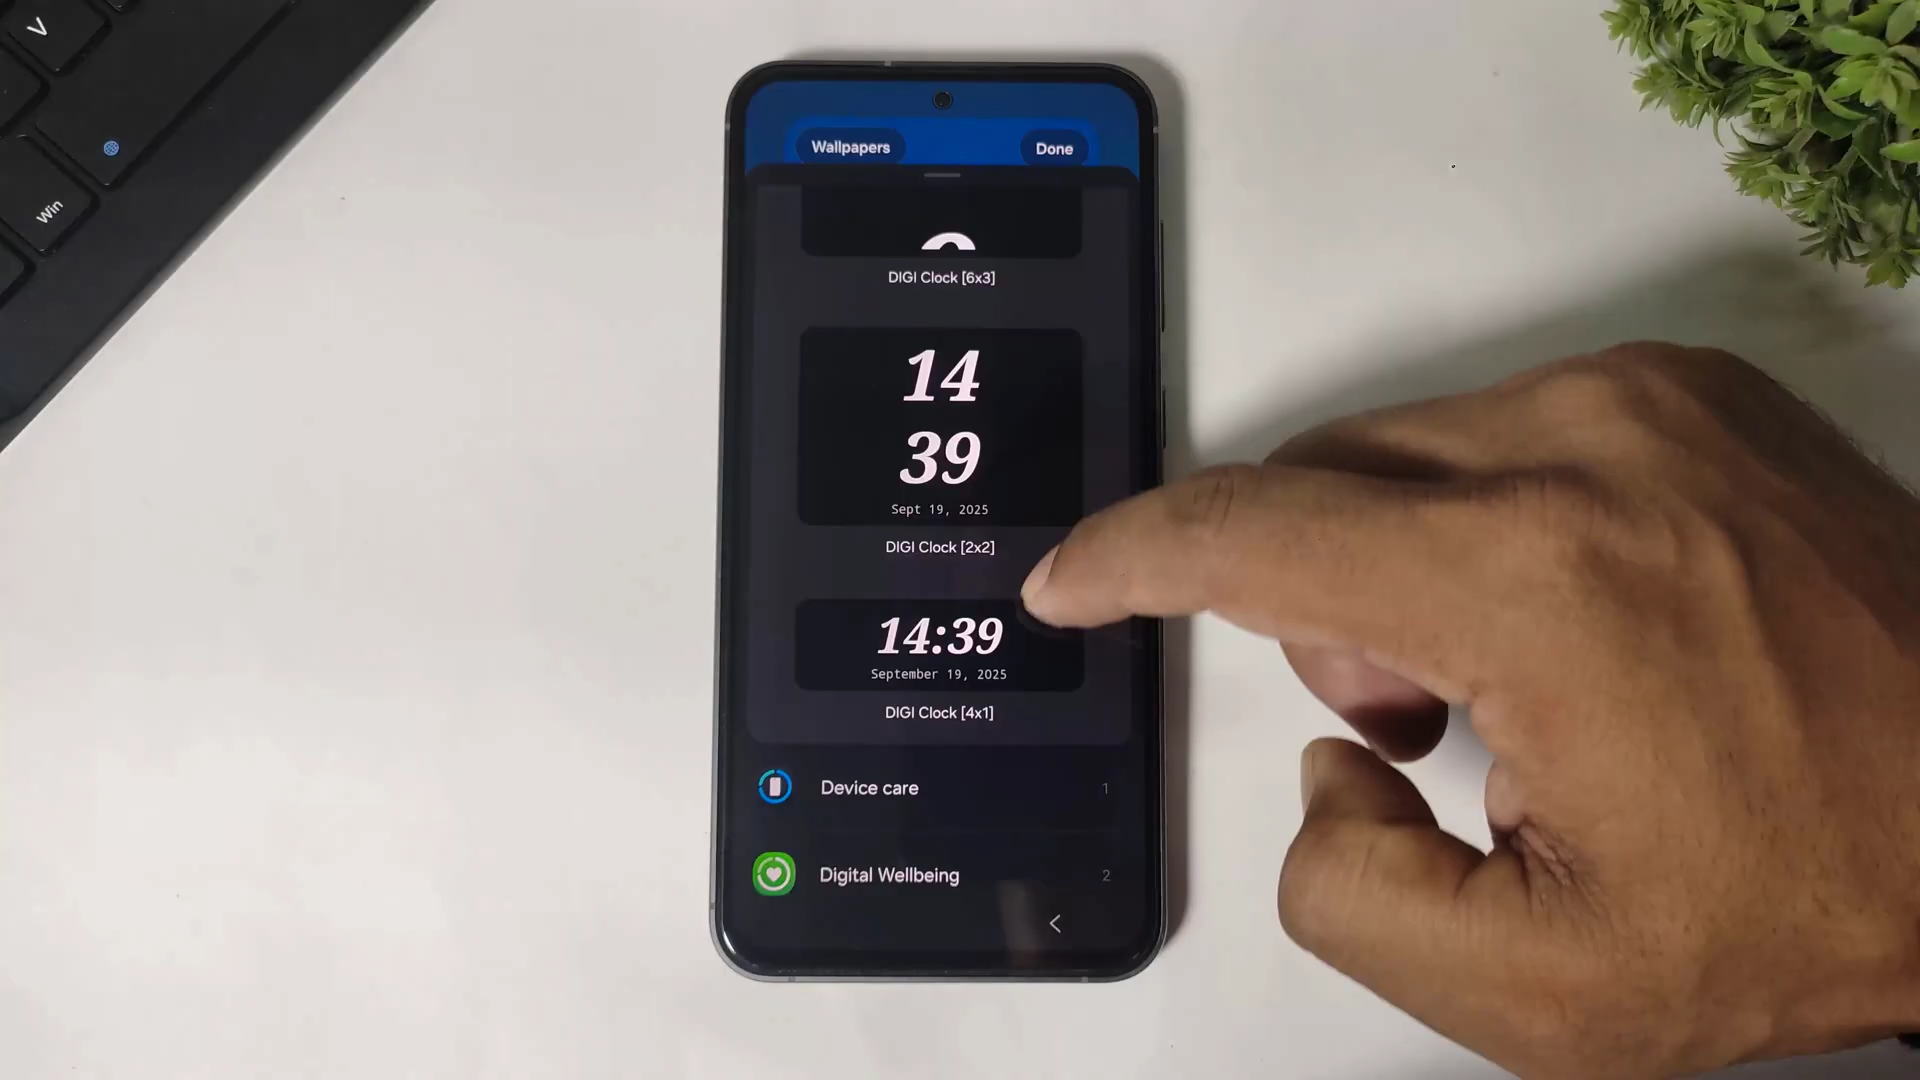 V
Win
Wallpapers
Done
DIGI Clock [6x3]
14
39
Sept 19, 2025
DIGI Clock [2x2]
14:39
September 19, 2025
DIGI Clock [4x1]
Device care 1
Digital Wellbeing 2